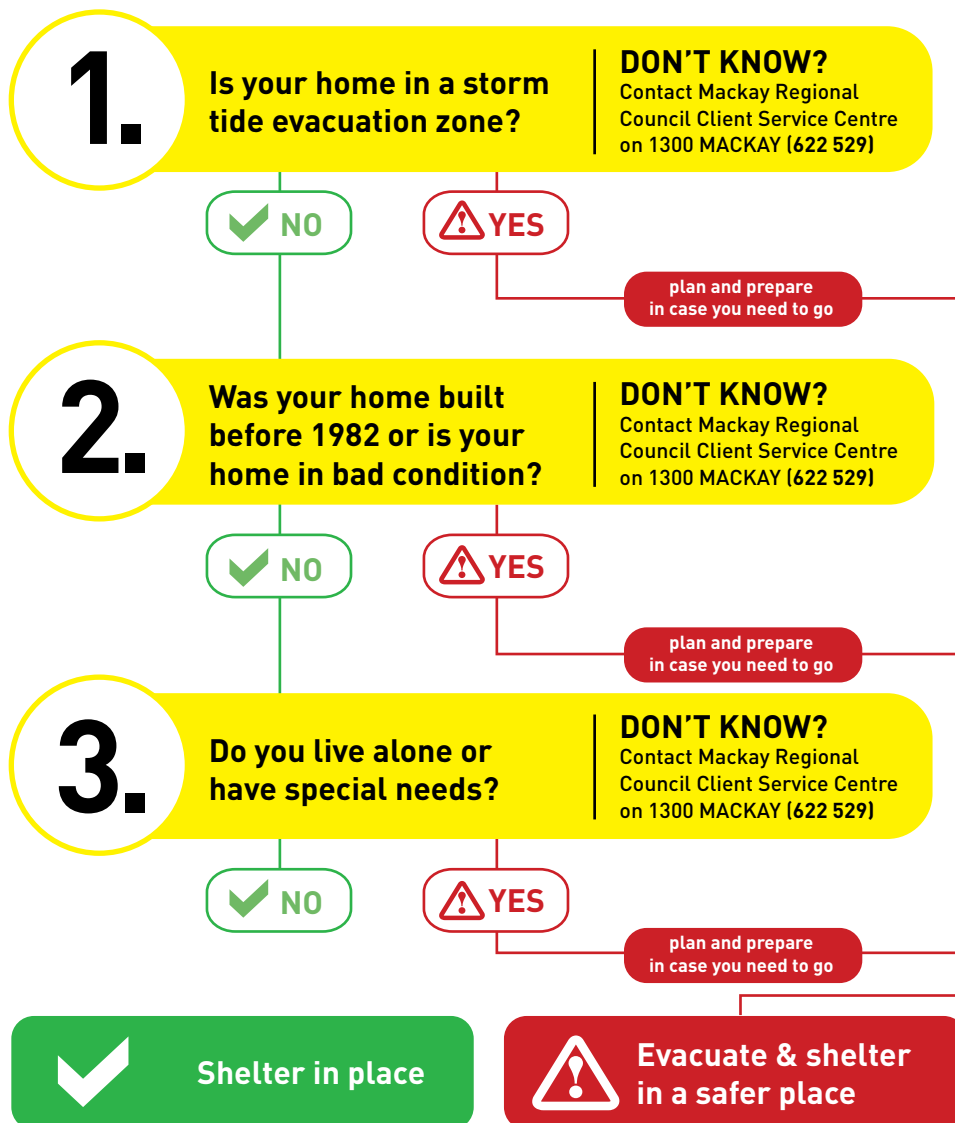 1.
Is your home in a storm
tide evacuation zone?
DON'T KNOW?
Contact Mackay Regional
Council Client Service Centre
on 1300 MACKAY (622 529)
NO
YES
plan and prepare
in case you need to go
2.
Was your home built
before 1982 or is your
home in bad condition?
DON'T KNOW?
Contact Mackay Regional
Council Client Service Centre
on 1300 MACKAY (622 529)
NO
YES
plan and prepare
in case you need to go
3.
Do you live alone or
have special needs?
DON'T KNOW?
Contact Mackay Regional
Council Client Service Centre
on 1300 MACKAY (622 529)
NO
YES
plan and prepare
in case you need to go
Shelter in place
Evacuate & shelter
in a safer place